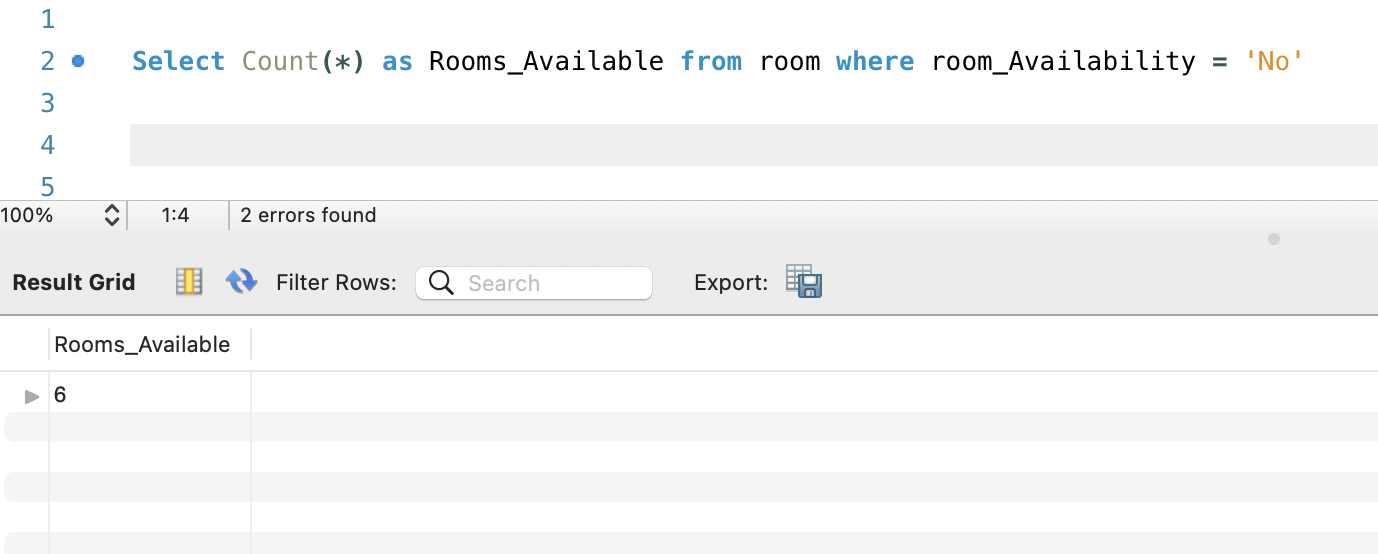 1
2 Select Count(*) as Rooms_Available from room where room_Availability = 'No'
3
4
5
100% 1:4 2 errors found
Result Grid Filter Rows: Search Export:
Rooms_Available
6